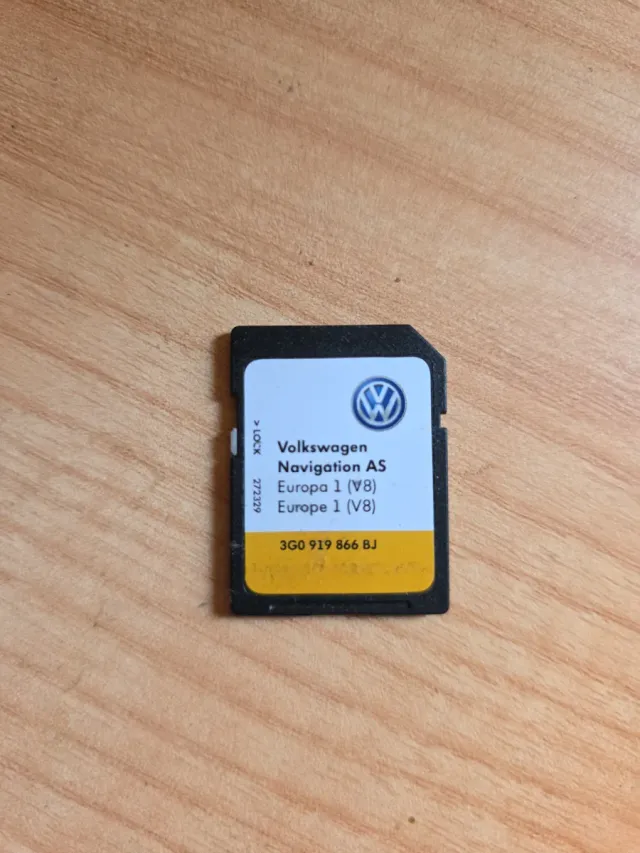 Volkswagen
Navigation AS
Europa 1 (V8)
Europe 1 (V8)
3G0 919 866 BJ
> LOCK
272329